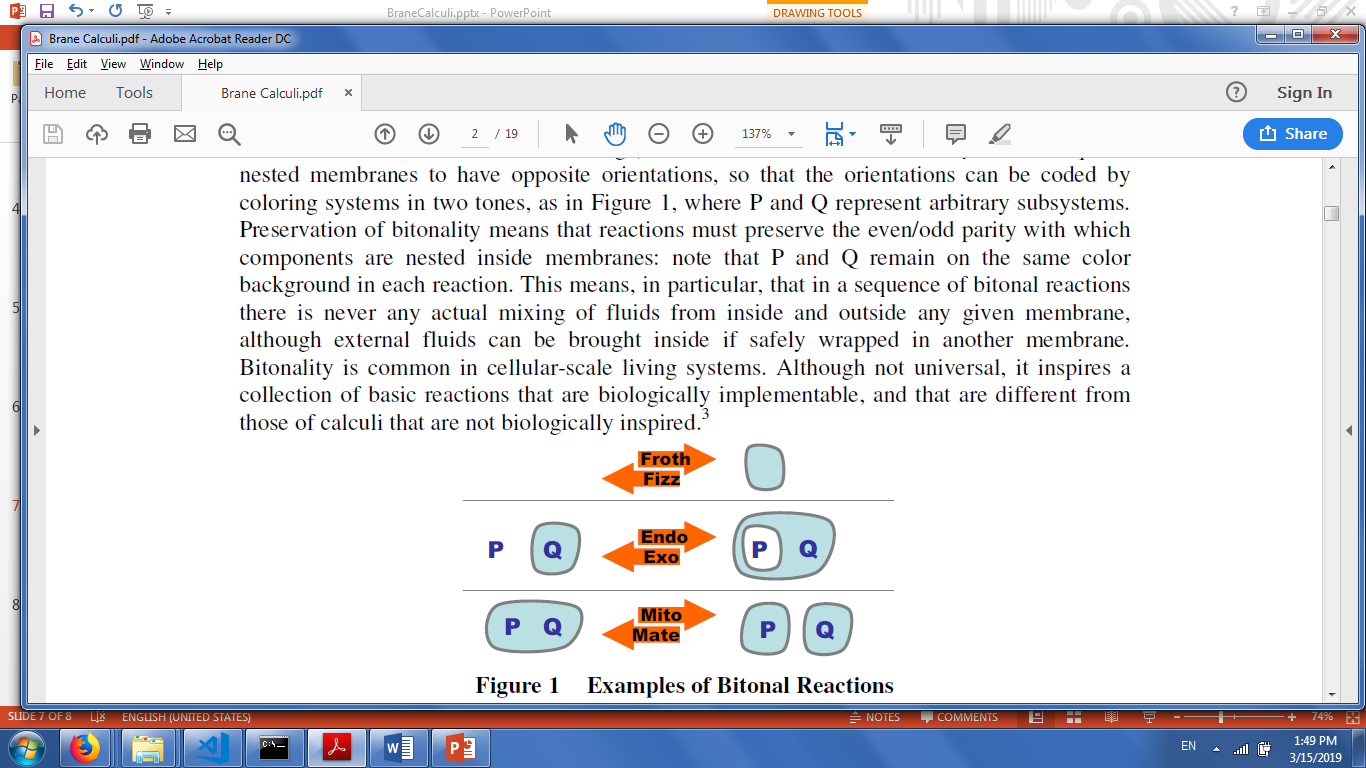 BraneCalculi.pptx - PowerPoint
DRAWING TOOLS
Brane Calculi.pdf - Adobe Acrobat Reader DC
File Edit View Window Help
Home Tools Brane Calculi.pdf × Sign In
2 / 19 137% Share
nested membranes to have opposite orientations, so that the orientations can be coded by
coloring systems in two tones, as in Figure 1, where P and Q represent arbitrary subsystems.
Preservation of bitonality means that reactions must preserve the even/odd parity with which
components are nested inside membranes: note that P and Q remain on the same color
background in each reaction. This means, in particular, that in a sequence of bitonal reactions
there is never any actual mixing of fluids from inside and outside any given membrane,
although external fluids can be brought inside if safely wrapped in another membrane.
Bitonality is common in cellular-scale living systems. Although not universal, it inspires a
collection of basic reactions that are biologically implementable, and that are different from
those of calculi that are not biologically inspired.3
Froth
Fizz
P Q Endo P Q
Exo
P Q Mito P Q
Mate
Figure 1 Examples of Bitonal Reactions
4
5
6
7
8
SLIDE 7 OF 8 ENGLISH (UNITED STATES) NOTES COMMENTS 74%
EN 1:49 PM
3/15/2019